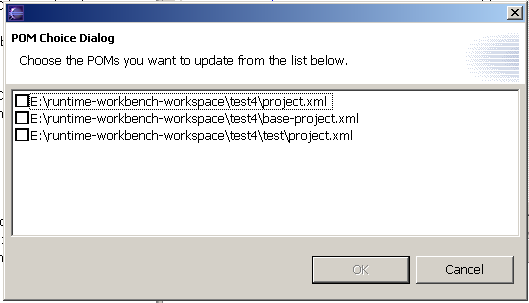 POM Choice Dialog
Choose the POMs you want to update from the list below.
E:\runtime-workbench-workspace\test4\project.xml
E:\runtime-workbench-workspace\test4\base-project.xml
E:\runtime-workbench-workspace\test4\test\project.xml
OK
Cancel